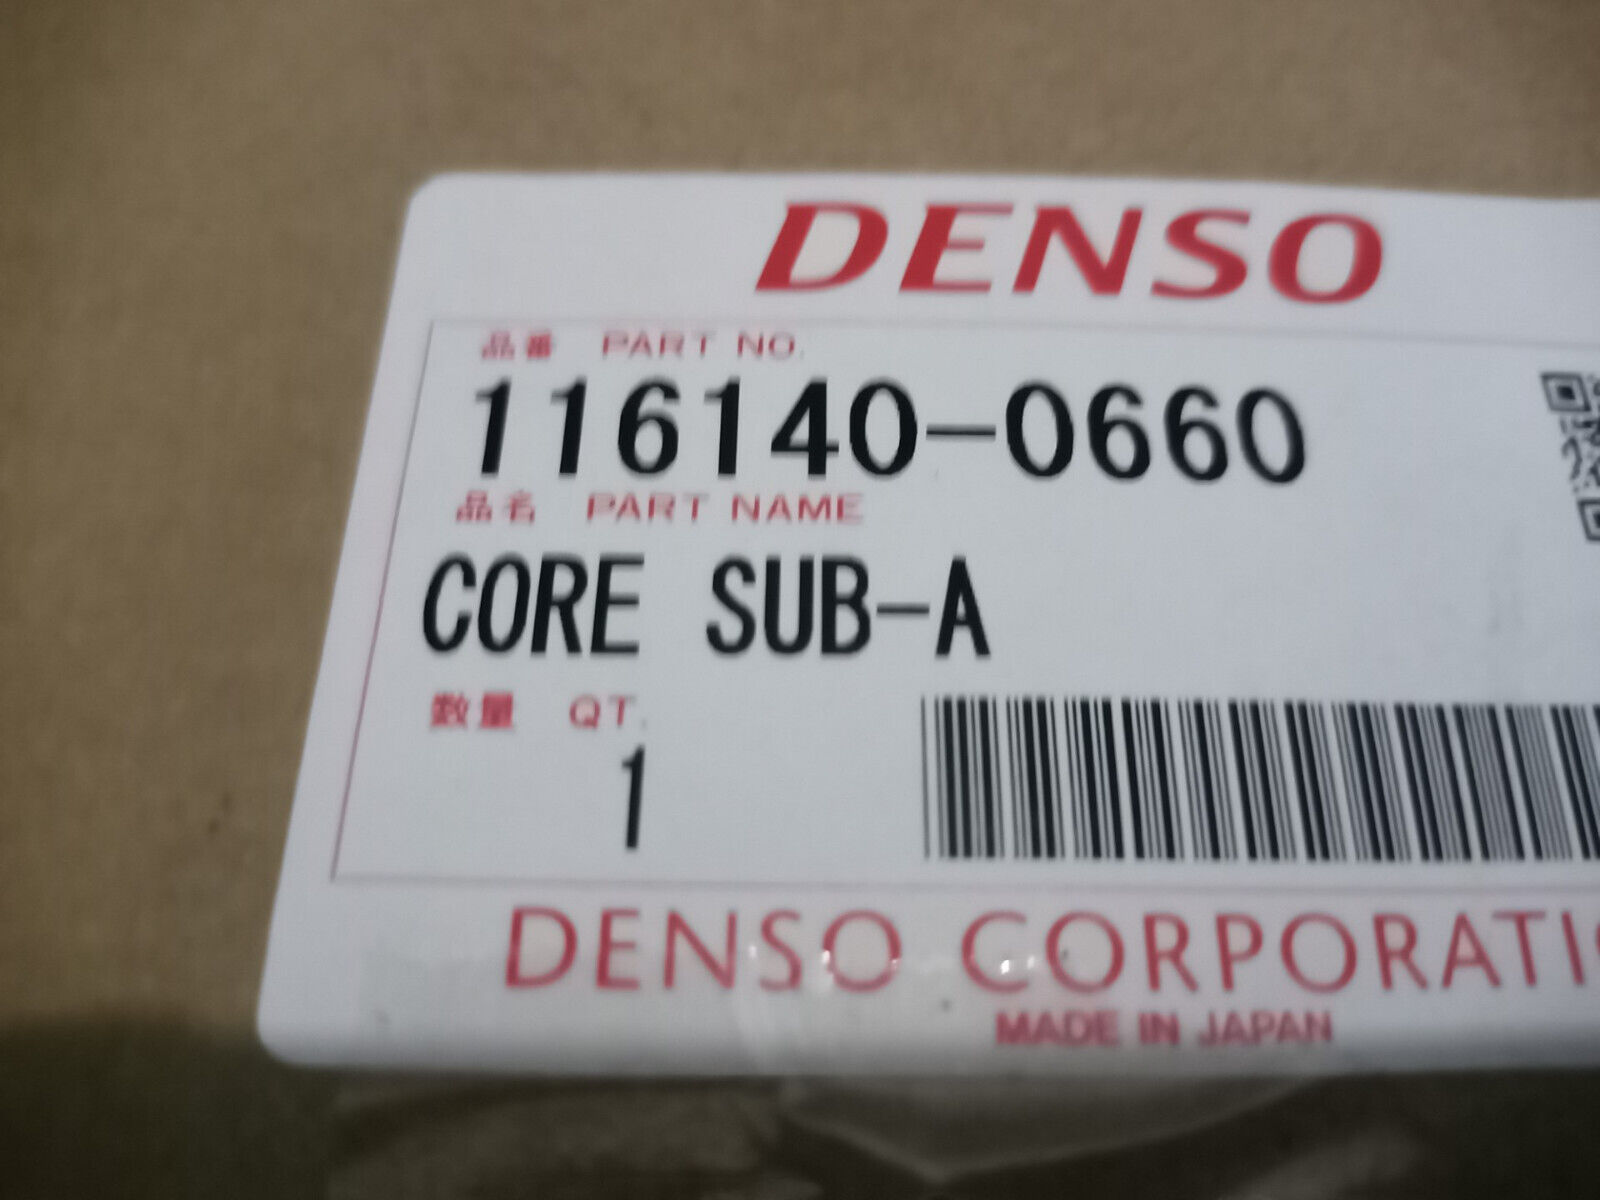 DENSO
品番 PART NO.
116140-0660
品名 PART NAME
CORE SUB-A
数量 QT.
1
DENSO CORPORATI
MADE IN JAPAN